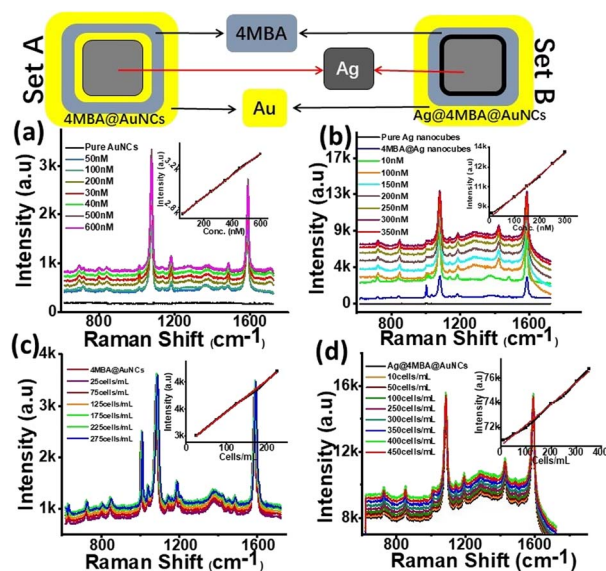 Set A
4MBA
Ag
Au
Set B
4MBA@AuNCs
Ag@4MBA@AuNCs
(a)
Pure AuNCs
50nM
100nM
200nM
30nM
40nM
500nM
600nM
3k
2k
1k
0
Intensity (a.u)
800 1200 1600
Raman Shift (cm-1)
3.2k
2.8k
200 400 600
Conc. (nM)
(b)
Pure Ag nanocubes
4MBA@Ag nanocubes
10nM
100nM
150nM
200nM
250nM
300nM
350nM
17k
13k
9k
4k
0
Intensity (a.u)
800 1200 1600
Raman Shift (cm-1)
14k
11k
9k
0 100 200 300
Conc. (nM)
(c)
4MBA@AuNCs
25cells/mL
75cells/mL
125cells/mL
175cells/mL
225cells/mL
275cells/mL
4k
3k
2k
1k
Intensity (a.u)
800 1200 1600
Raman Shift (cm-1)
4k
4k
3k
0 100 200
Cells/mL
(d)
Ag@4MBA@AuNCs
10cells/mL
50cells/mL
100cells/mL
250cells/mL
300cells/mL
350cells/mL
400cells/mL
450cells/mL
16k
12k
8k
Intensity (a.u)
800 1200 1600
Raman Shift (cm-1)
76k
74k
72k
Cells/mL